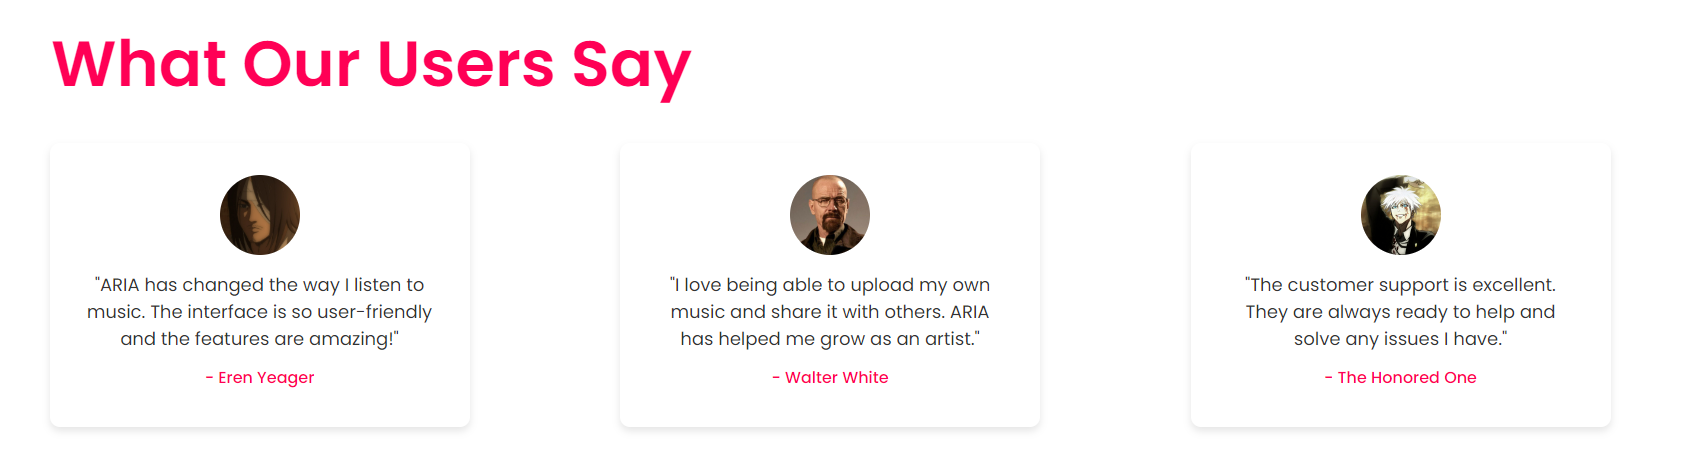 What Our Users Say
"ARIA has changed the way I listen to
music. The interface is so user-friendly
and the features are amazing!"
- Eren Yeager
"I love being able to upload my own
music and share it with others. ARIA
has helped me grow as an artist."
- Walter White
"The customer support is excellent.
They are always ready to help and
solve any issues I have."
- The Honored One